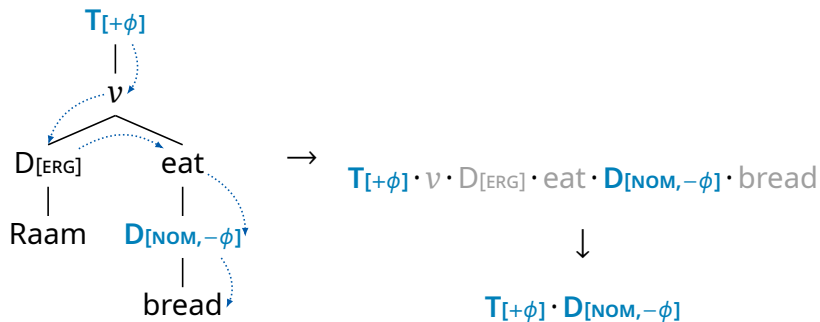 T[+ϕ]
v
D[ERG] eat
Raam D[NOM,−ϕ]
bread
→
T[+ϕ] · v · D[ERG] · eat · D[NOM,−ϕ] · bread
↓
T[+ϕ] · D[NOM,−ϕ]